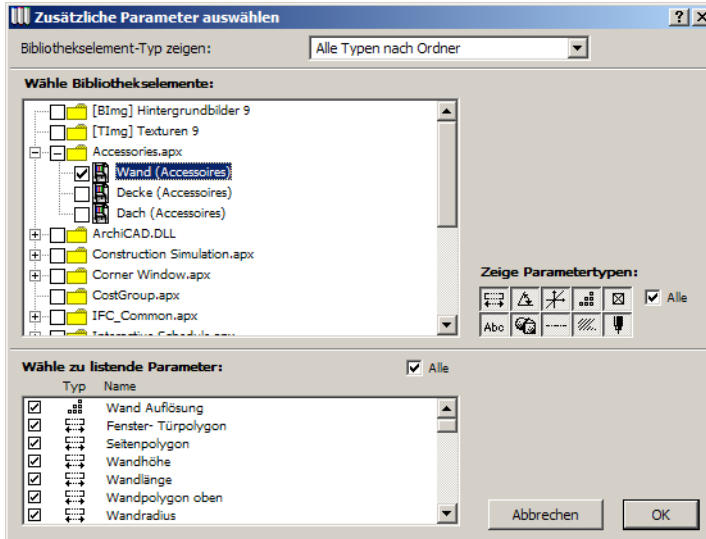 Zusätzliche Parameter auswählen
Bibliothekselement-Typ zeigen: Alle Typen nach Ordner
Wähle Bibliothekselemente:
[BImg] Hintergrundbilder 9
[TImg] Texturen 9
Accessories.apx
Wand (Accessoires)
Decke (Accessoires)
Dach (Accessoires)
ArchiCAD.DLL
Construction Simulation.apx
Corner Window.apx
CostGroup.apx
IFC_Common.apx
Interactive Schedule.apx
Zeige Parametertypen:
Alle
Abc
Wähle zu listende Parameter: Alle
Typ Name
Wand Auflösung
Fenster- Türpolygon
Seitenpolygon
Wandhöhe
Wandlänge
Wandpolygon oben
Wandradius
Abbrechen OK